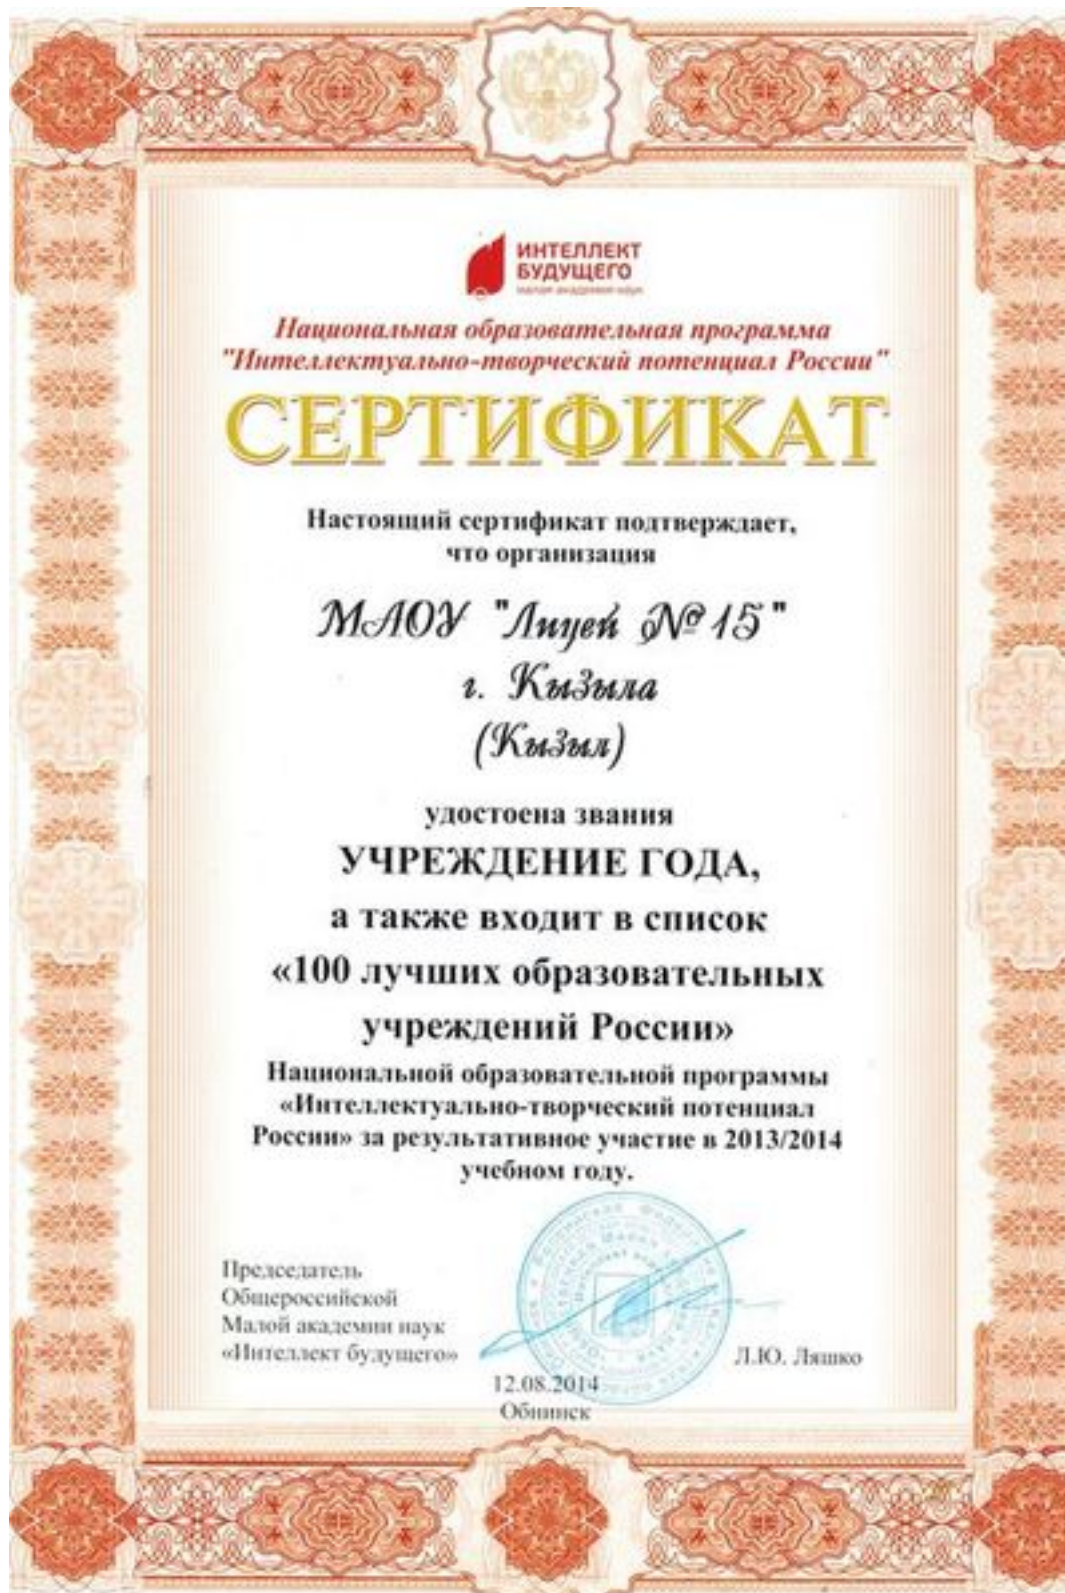 ИНТЕЛЛЕКТ
БУДУЩЕГО
малая академия наук
Национальная образовательная программа
"Интеллектуально-творческий потенциал России"
СЕРТИФИКАТ
Настоящий сертификат подтверждает,
что организация
МАОУ "Лицей №15"
г. Кызыла
(Кызыл)
удостоена звания
УЧРЕЖДЕНИЕ ГОДА,
а также входит в список
«100 лучших образовательных
учреждений России»
Национальной образовательной программы
«Интеллектуально-творческий потенциал
России» за результативное участие в 2013/2014
учебном году.
Председатель
Общероссийской
Малой академии наук
«Интеллект будущего»
Л.Ю. Ляшко
12.08.2014
Обнинск